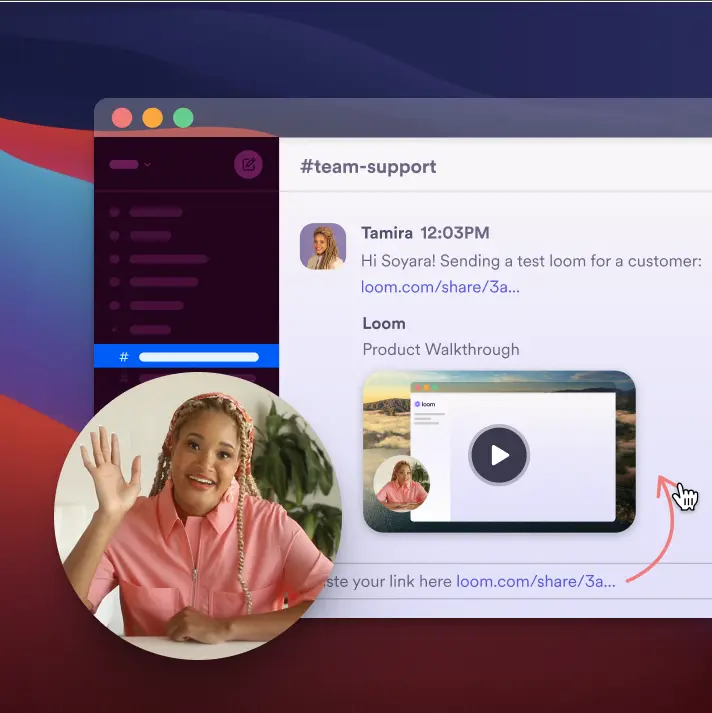 #team-support
Tamira 12:03PM
Hi Soyara! Sending a test loom for a customer:
loom.com/share/3a...
Loom
Product Walkthrough
loom
#
ste your link here loom.com/share/3a...